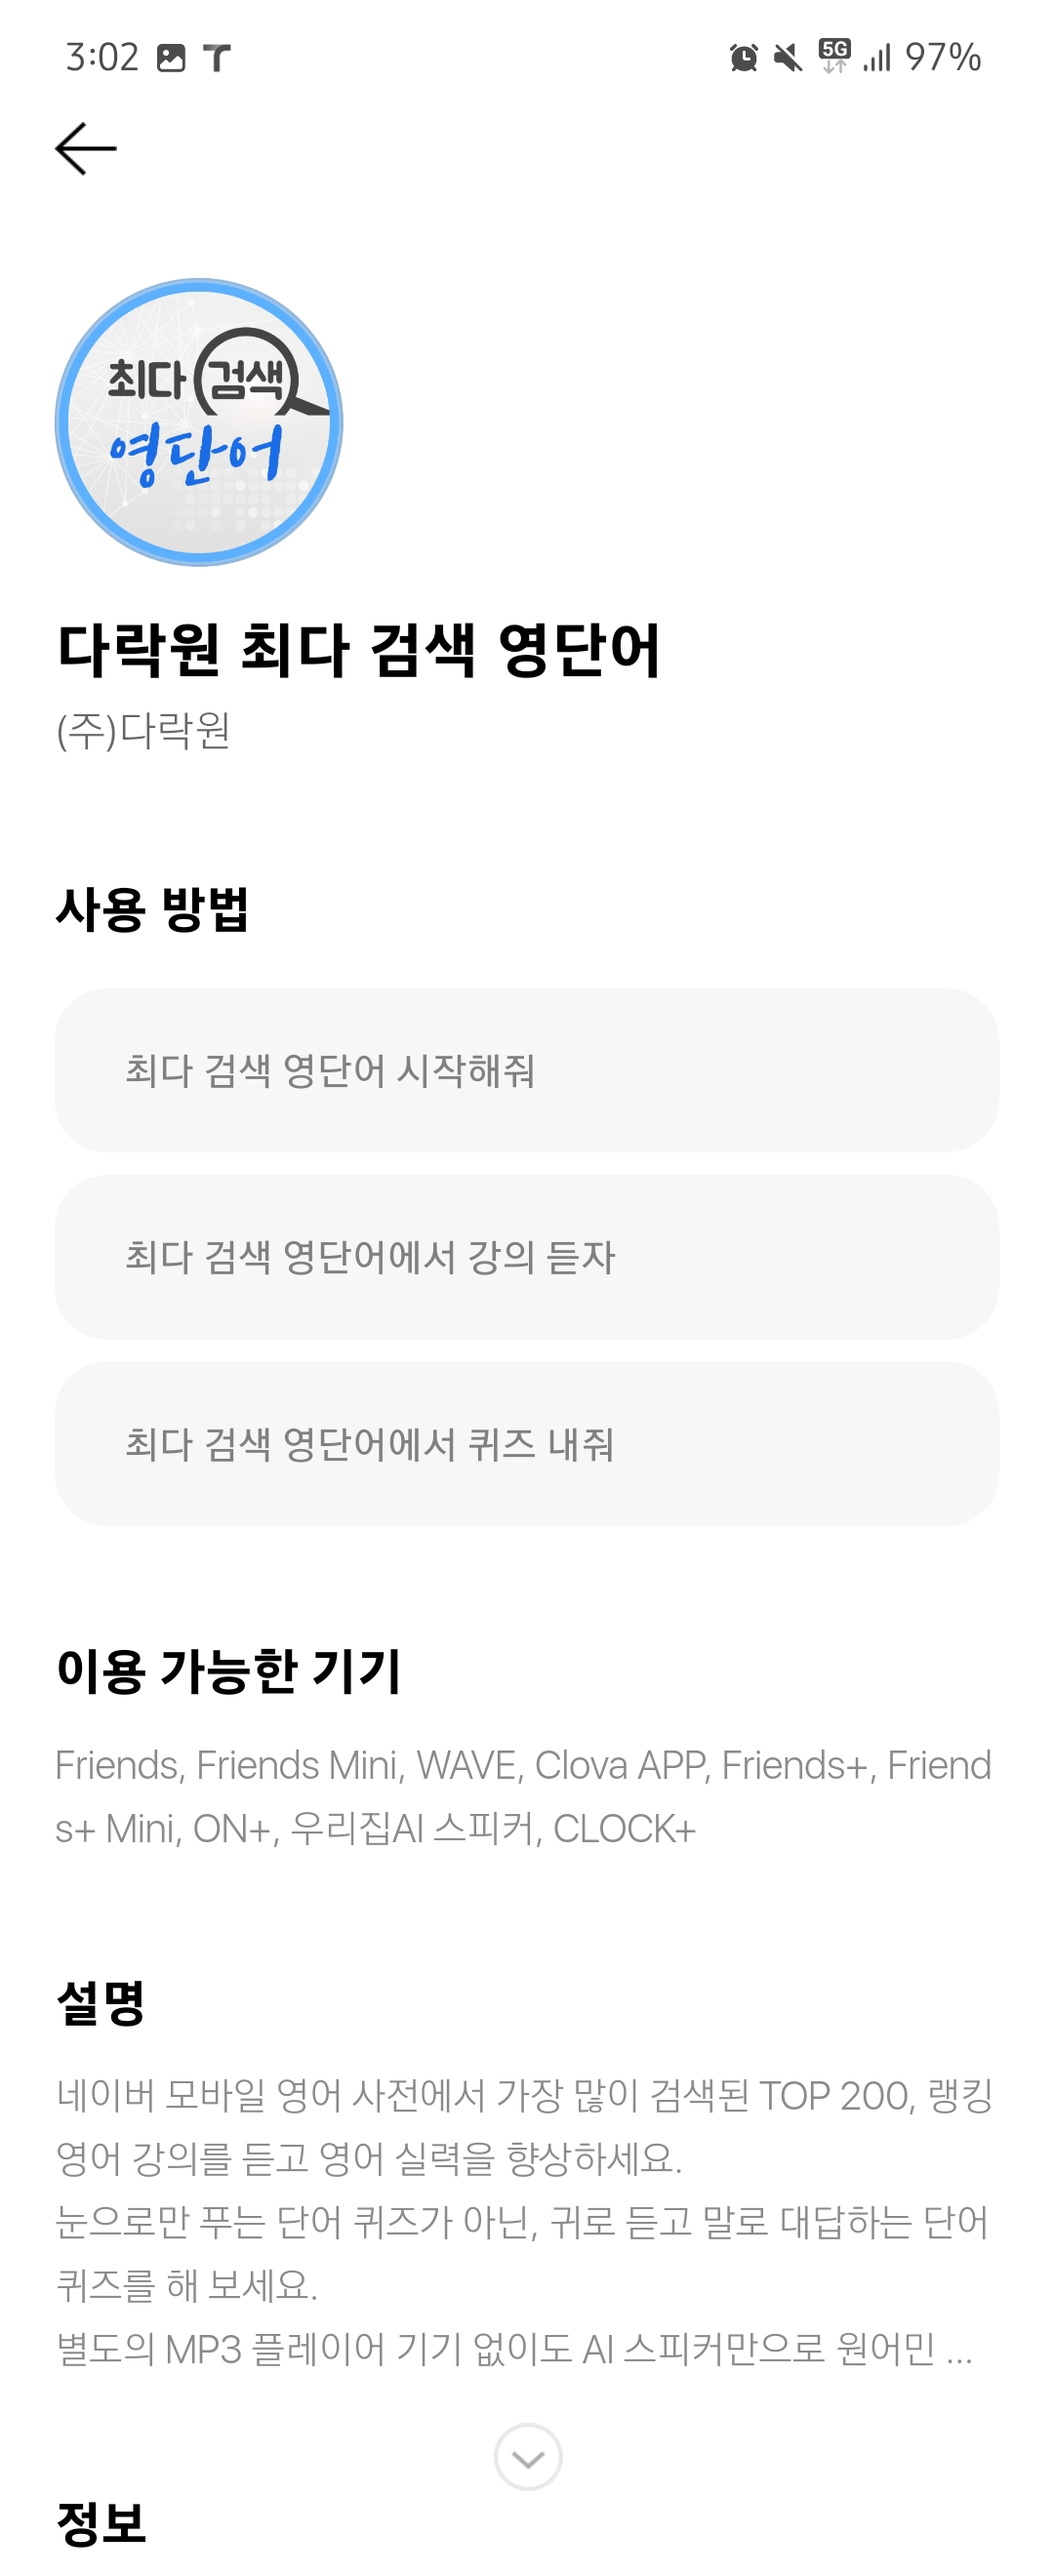 3:02
5G 97%
최다 검색
영단어
다락원 최다 검색 영단어
(주)다락원
사용 방법
최다 검색 영단어 시작해줘
최다 검색 영단어에서 강의 듣자
최다 검색 영단어에서 퀴즈 내줘
이용 가능한 기기
Friends, Friends Mini, WAVE, Clova APP, Friends+, Friend
s+ Mini, ON+, 우리집AI 스피커, CLOCK+
설명
네이버 모바일 영어 사전에서 가장 많이 검색된 TOP 200, 랭킹
영어 강의를 듣고 영어 실력을 향상하세요.
눈으로만 푸는 단어 퀴즈가 아닌, 귀로 듣고 말로 대답하는 단어
퀴즈를 해 보세요.
별도의 MP3 플레이어 기기 없이도 AI 스피커만으로 원어민 ...
정보